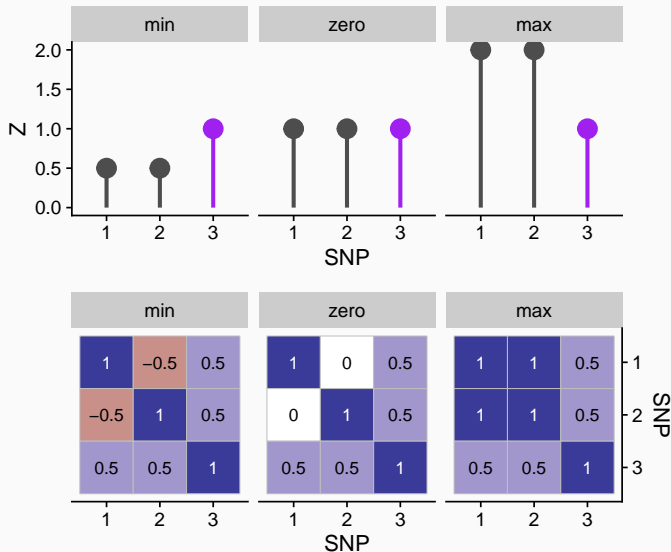 min zero max
2.0
1.5
1.0
0.5
0.0
Z
1 2 3 1 2 3 1 2 3
SNP SNP SNP
min zero max
1 −0.5 0.5 1 0 0.5 1 1 0.5 1
−0.5 1 0.5 0 1 0.5 1 1 0.5 2
0.5 0.5 1 0.5 0.5 1 0.5 0.5 1 3
SNP
1 2 3 1 2 3 1 2 3
SNP SNP SNP